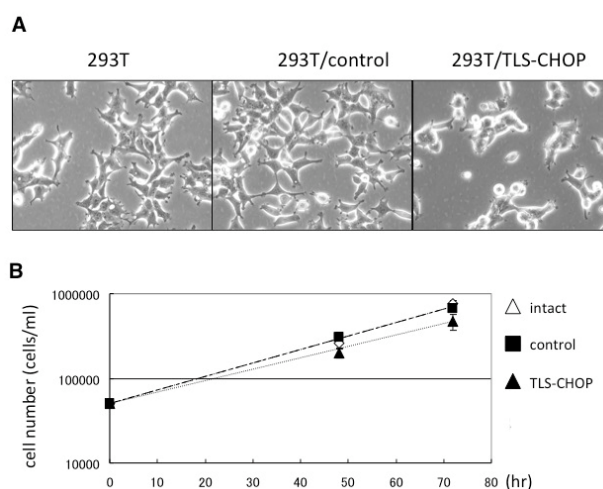 A
293T 293T/control 293T/TLS-CHOP
B
cell number (cells/ml)
1000000
100000
10000
0 10 20 30 40 50 60 70 80 (hr)
intact
control
TLS-CHOP